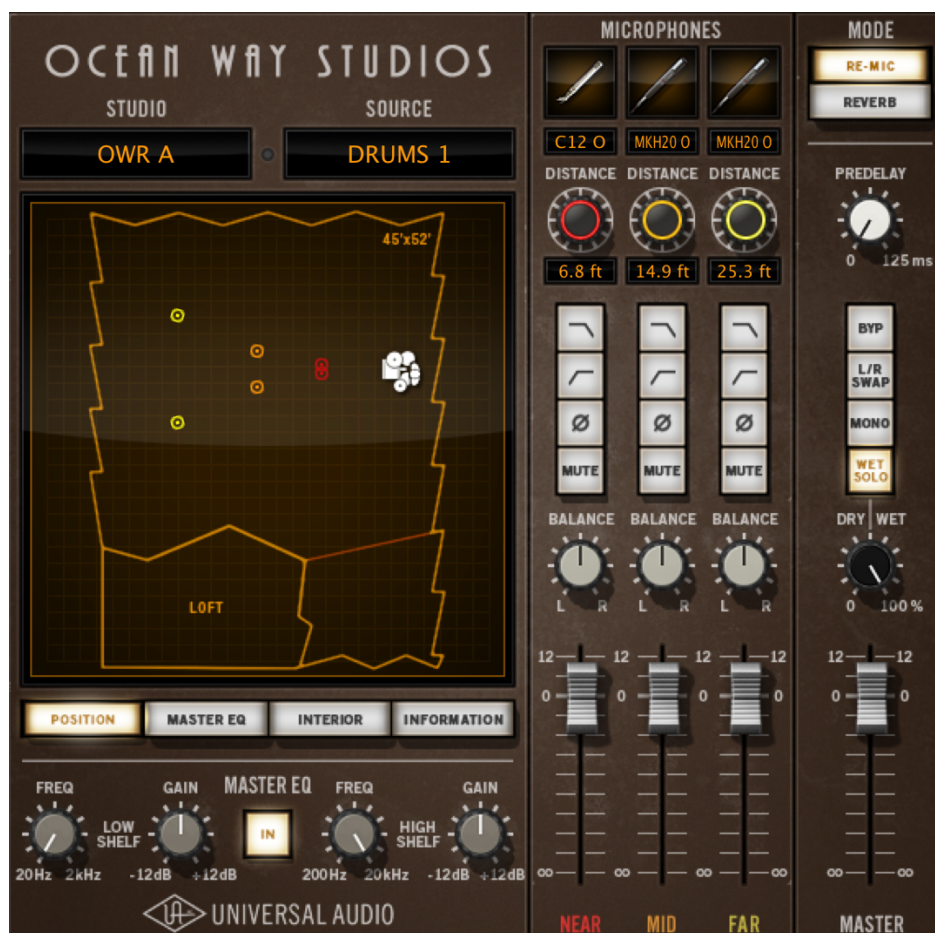 OCEAN WAY STUDIOS
STUDIO
SOURCE
OWR A
DRUMS 1
45'x52'
LOFT
POSITION
MASTER EQ
INTERIOR
INFORMATION
MASTER EQ
FREQ
GAIN
FREQ
GAIN
LOW
SHELF
IN
HIGH
SHELF
20Hz 2kHz
-12dB +12dB
200Hz 20kHz
-12dB +12dB
UA
UNIVERSAL AUDIO
MICROPHONES
C12 O
MKH20 O
MKH20 O
DISTANCE
DISTANCE
DISTANCE
6.8 ft
14.9 ft
25.3 ft
Ø
Ø
Ø
MUTE
MUTE
MUTE
BALANCE
BALANCE
BALANCE
L R
L R
L R
12 12 12 12
0 0 0 0
∞ ∞ ∞ ∞
NEAR
MID
FAR
MODE
RE-MIC
REVERB
PREDELAY
0 125 ms
BYP
L/R
SWAP
MONO
WET
SOLO
DRY WET
0 100%
12 12
0 0
∞ ∞
MASTER